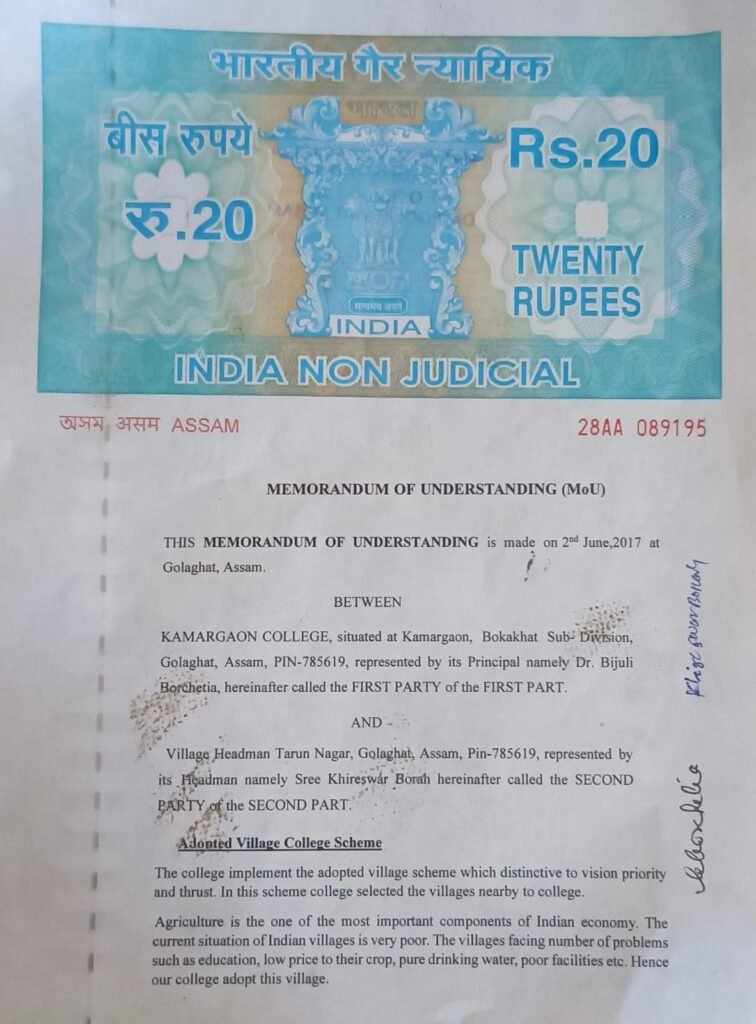 भारतीय गैर न्यायिक
भारत
बीस रुपये
रु.20
Rs.20
TWENTY
RUPEES
सत्यमेव जयते
INDIA
INDIA NON JUDICIAL
অসম असम ASSAM
28AA 089195
MEMORANDUM OF UNDERSTANDING (MoU)
THIS MEMORANDUM OF UNDERSTANDING is made on 2nd June,2017 at
Golaghat, Assam.
BETWEEN
KAMARGAON COLLEGE, situated at Kamargaon, Bokakhat Sub- Division,
Golaghat, Assam, PIN-785619, represented by its Principal namely Dr. Bijuli
Borchetia, hereinafter called the FIRST PARTY of the FIRST PART.
AND
Village Headman Tarun Nagar, Golaghat, Assam, Pin-785619, represented by
its Headman namely Sree Khireswar Borah hereinafter called the SECOND
PARTY of the SECOND PART.
Adopted Village College Scheme
The college implement the adopted village scheme which distinctive to vision priority
and thrust. In this scheme college selected the villages nearby to college.
Agriculture is the one of the most important components of Indian economy. The
current situation of Indian villages is very poor. The villages facing number of problems
such as education, low price to their crop, pure drinking water, poor facilities etc. Hence
our college adopt this village.